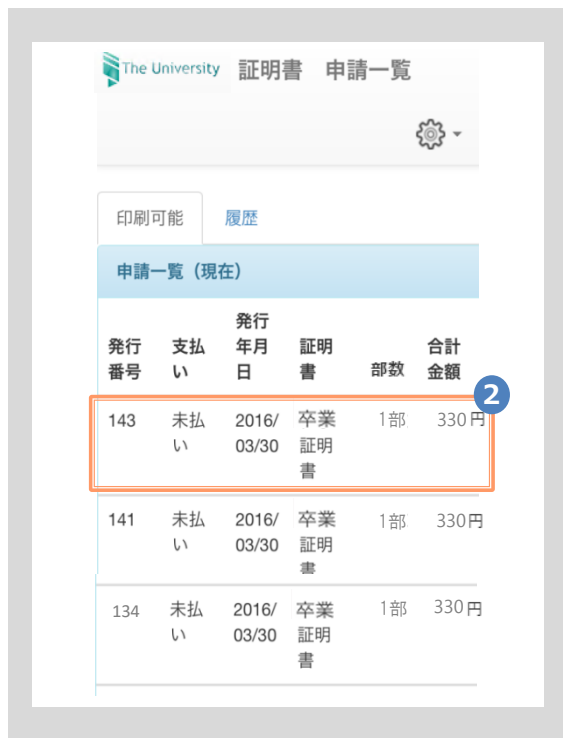 The University 証明書 申請一覧
印刷可能 履歴
申請一覧（現在）
発行番号 支払い 発行年月日 証明書 部数 合計金額
2
143 未払い 2016/03/30 卒業証明書 1部 330円
141 未払い 2016/03/30 卒業証明書 1部 330円
134 未払い 2016/03/30 卒業証明書 1部 330円